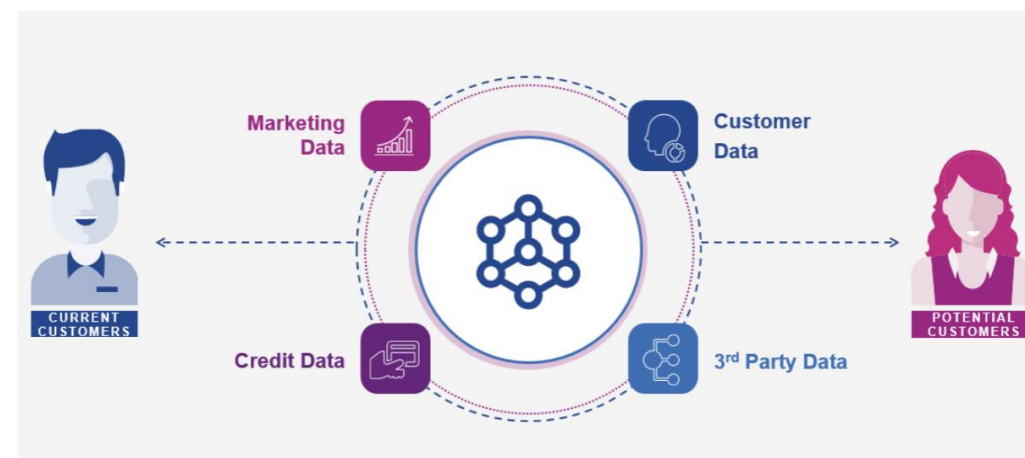 Marketing
Data
Customer
Data
CURRENT
CUSTOMERS
POTENTIAL
CUSTOMERS
Credit Data
3rd Party Data